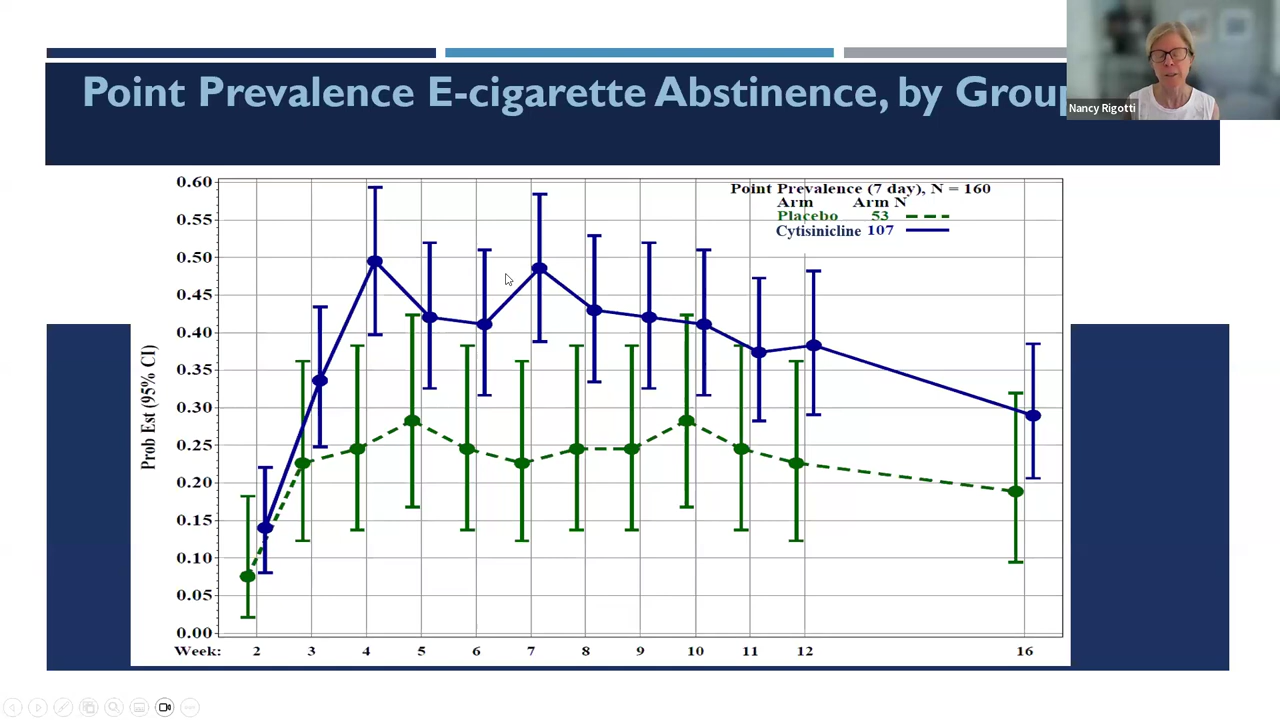 Point Prevalence E-cigarette Abstinence, by Group
Nancy Rigotti
Point Prevalence (7 day), N = 160
Arm Arm N
Placebo 53
Cytisinicline 107
Prob Est (95% CI)
0.60
0.55
0.50
0.45
0.40
0.35
0.30
0.25
0.20
0.15
0.10
0.05
0.00
Week: 2 3 4 5 6 7 8 9 10 11 12 16